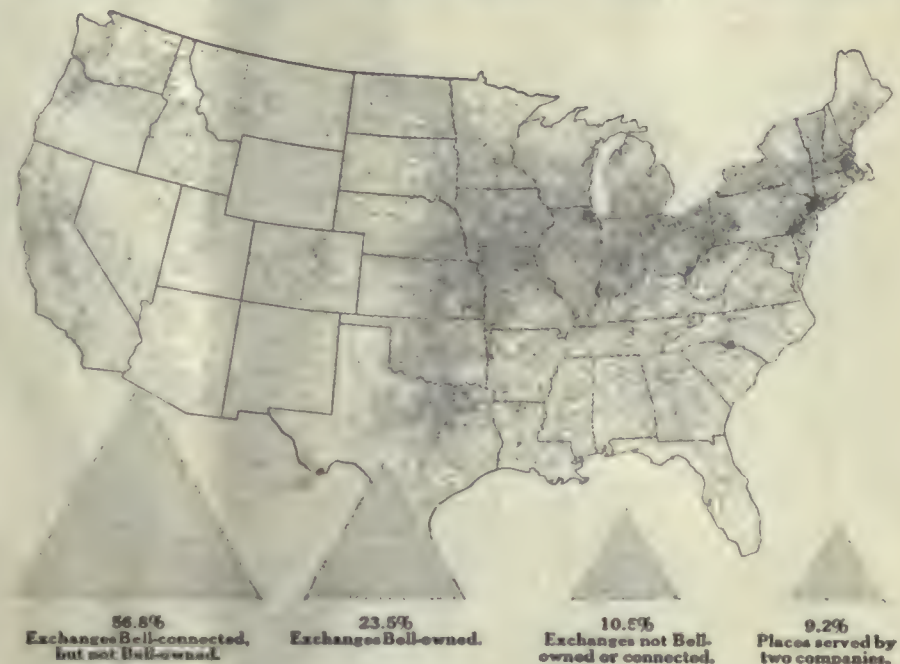 56.8%
Exchanges Bell-connected,
but not Bell-owned.
23.5%
Exchanges Bell-owned.
10.5%
Exchanges not Bell-
owned or connected.
9.2%
Places served by
two companies.